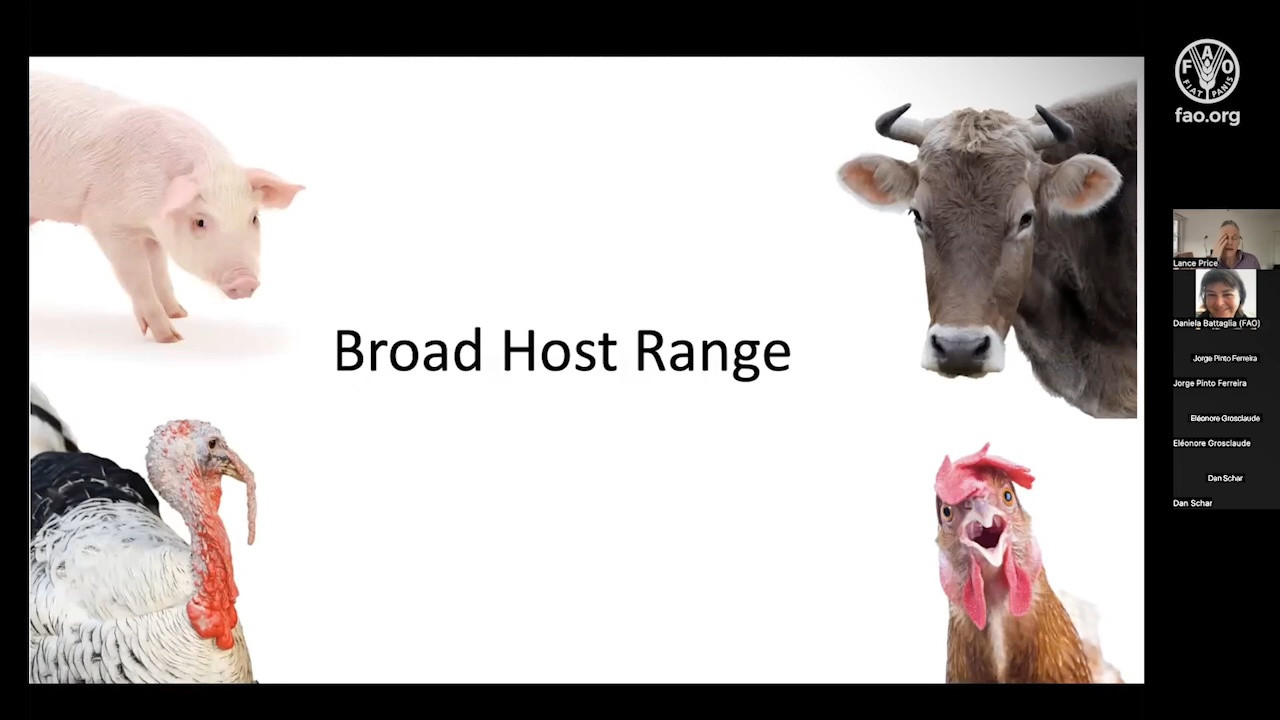 Broad Host Range
FAO
FIAT PANIS
fao.org
Lance Price
Daniela Battaglia (FAO)
Jorge Pinto Ferreira
Jorge Pinto Ferreira
Eléonore Grosclaude
Eléonore Grosclaude
Dan Schar
Dan Schar